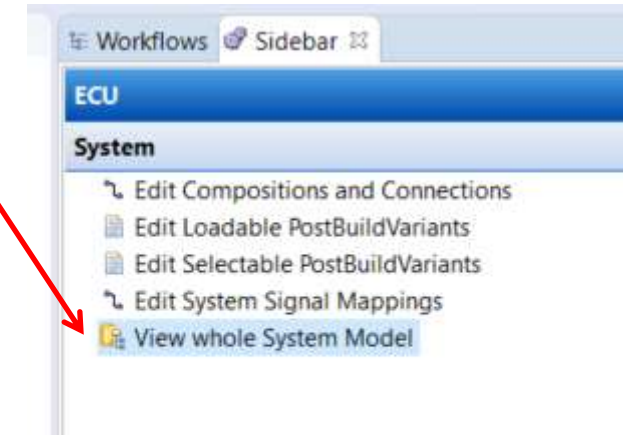 Workflows Sidebar
ECU
System
Edit Compositions and Connections
Edit Loadable PostBuildVariants
Edit Selectable PostBuildVariants
Edit System Signal Mappings
View whole System Model